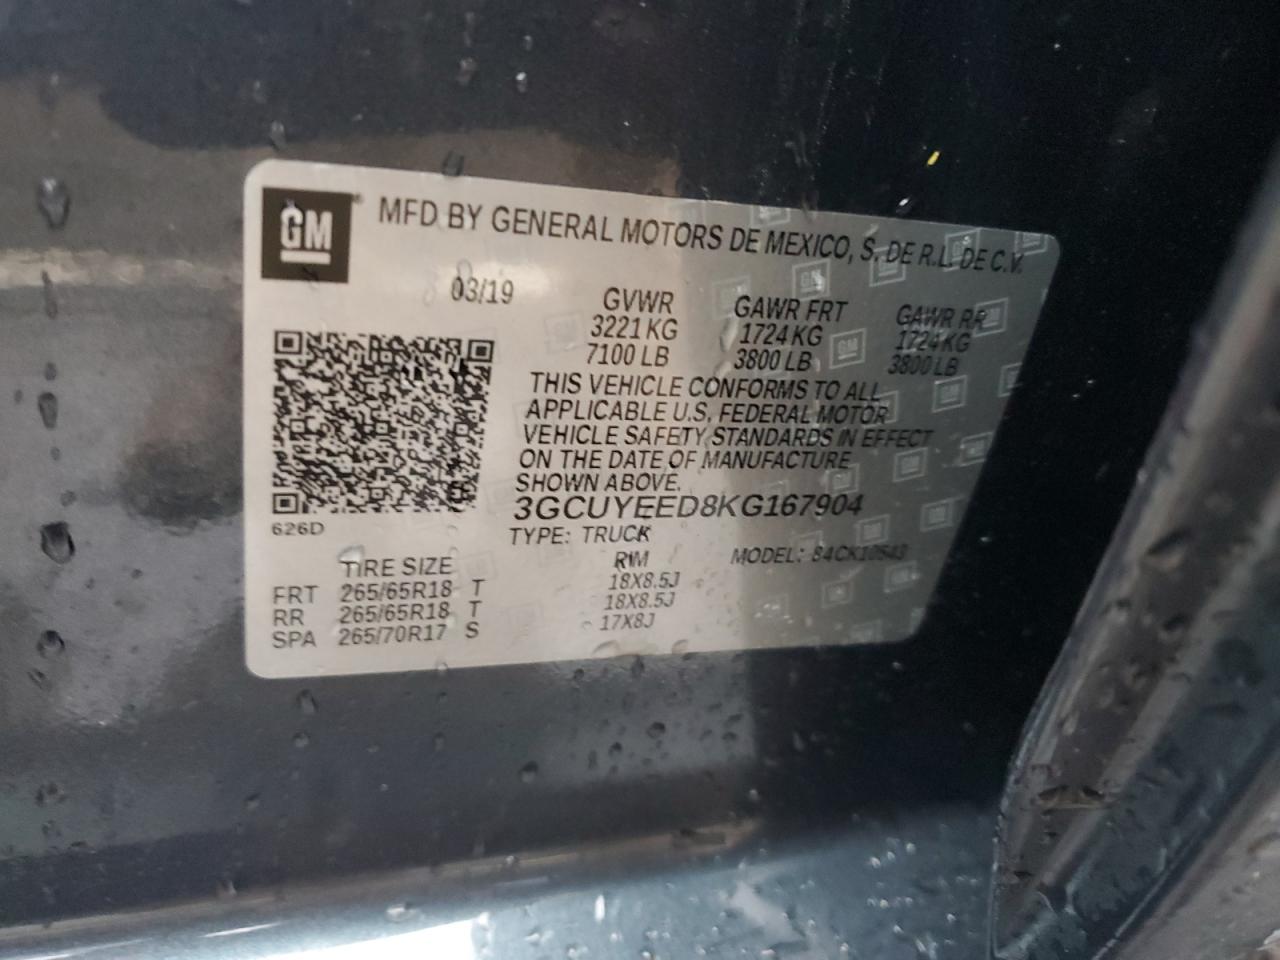 GM
MFD BY GENERAL MOTORS DE MEXICO, S. DE R.L. DE C.V.
03/19
GVWR GAWR FRT GAWR RR
3221 KG 1724 KG 1724 KG
7100 LB 3800 LB 3800 LB
THIS VEHICLE CONFORMS TO ALL
APPLICABLE U.S. FEDERAL MOTOR
VEHICLE SAFETY STANDARDS IN EFFECT
ON THE DATE OF MANUFACTURE
SHOWN ABOVE.
3GCUYEED8KG167904
626D
TYPE: TRUCK
MODEL: 84CK10543
TIRE SIZE RIM
FRT 265/65R18 T 18X8.5J
RR 265/65R18 T 18X8.5J
SPA 265/70R17 S 17X8J